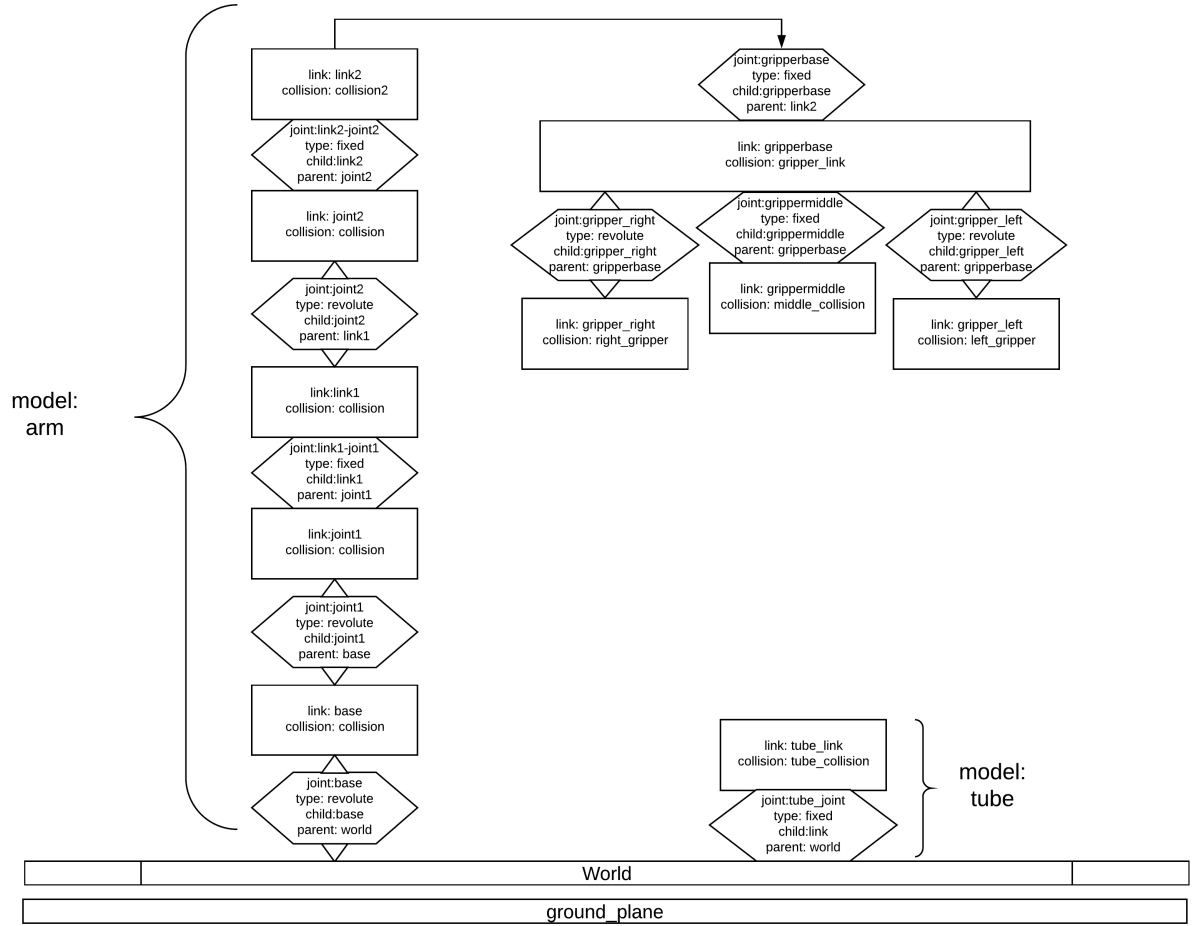 link: link2
collision: collision2
joint:link2-joint2
type: fixed
child:link2
parent: joint2
link: joint2
collision: collision
joint:joint2
type: revolute
child:joint2
parent: link1
link:link1
collision: collision
joint:link1-joint1
type: fixed
child:link1
parent: joint1
link:joint1
collision: collision
joint:joint1
type: revolute
child:joint1
parent: base
link: base
collision: collision
joint:base
type: revolute
child:base
parent: world
model:
arm
joint:gripperbase
type: fixed
child:gripperbase
parent: link2
link: gripperbase
collision: gripper_link
joint:gripper_right
type: revolute
child:gripper_right
parent: gripperbase
link: gripper_right
collision: right_gripper
joint:grippermiddle
type: fixed
child:grippermiddle
parent: gripperbase
link: grippermiddle
collision: middle_collision
joint:gripper_left
type: revolute
child:gripper_left
parent: gripperbase
link: gripper_left
collision: left_gripper
link: tube_link
collision: tube_collision
joint:tube_joint
type: fixed
child:link
parent: world
model:
tube
World
ground_plane